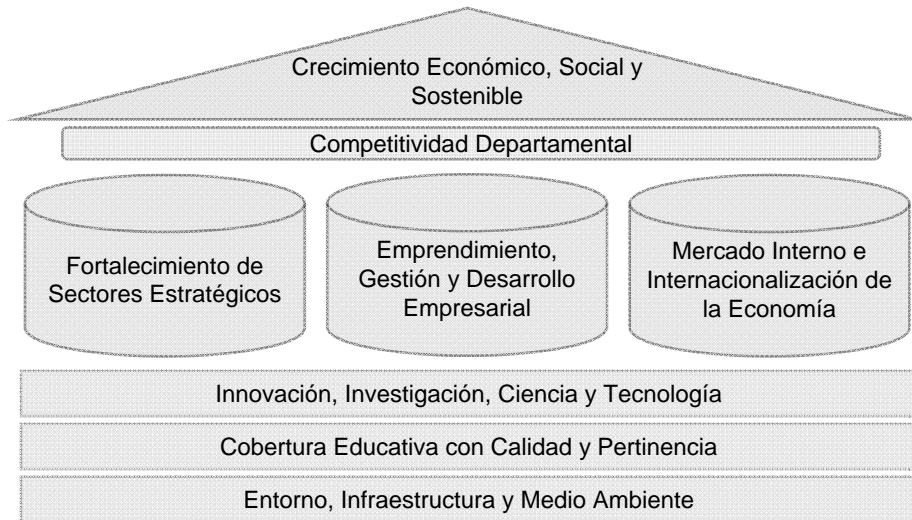 Crecimiento Económico, Social y
Sostenible
Competitividad Departamental
Fortalecimiento de
Sectores Estratégicos
Emprendimiento,
Gestión y Desarrollo
Empresarial
Mercado Interno e
Internacionalización de
la Economía
Innovación, Investigación, Ciencia y Tecnología
Cobertura Educativa con Calidad y Pertinencia
Entorno, Infraestructura y Medio Ambiente